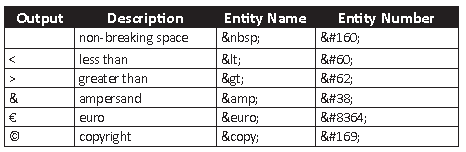 Output Description Entity Name Entity Number
non-breaking space &nbsp; &#160;
< less than &lt; &#60;
> greater than &gt; &#62;
& ampersand &amp; &#38;
€ euro &euro; &#8364;
© copyright &copy; &#169;